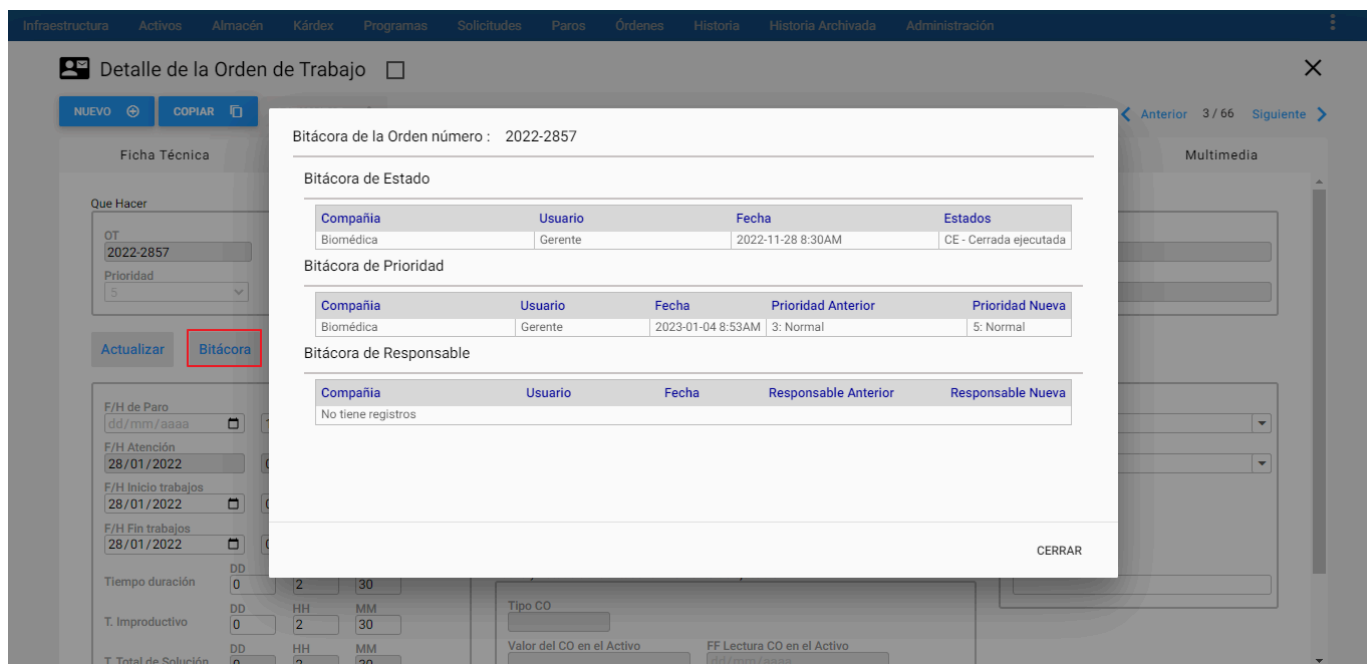 Infraestructura Activos Almacén Kárdex Programas Solicitudes Paros Órdenes Historia Historia Archivada Administración
Detalle de la Orden de Trabajo
NUEVO COPIAR
Anterior 3 / 66 Siguiente
Ficha Técnica Multimedia
Bitácora de la Orden número : 2022-2857
Bitácora de Estado
Compañia Usuario Fecha Estados
Biomédica Gerente 2022-11-28 8:30AM CE - Cerrada ejecutada
Bitácora de Prioridad
Compañia Usuario Fecha Prioridad Anterior Prioridad Nueva
Biomédica Gerente 2023-01-04 8:53AM 3: Normal 5: Normal
Bitácora de Responsable
Compañia Usuario Fecha Responsable Anterior Responsable Nueva
No tiene registros
CERRAR
Que Hacer
OT
2022-2857
Prioridad
5
Actualizar Bitácora
F/H de Paro
dd/mm/aaaa
F/H Atención
28/01/2022
F/H Inicio trabajos
28/01/2022
F/H Fin trabajos
28/01/2022
DD
Tiempo duración 0 2 30
DD HH MM
T. Improductivo 0 2 30
DD HH MM
T Total de Solución 0 2 30
Tipo CO
Valor del CO en el Activo FF Lectura CO en el Activo
dd/mm/aaaa